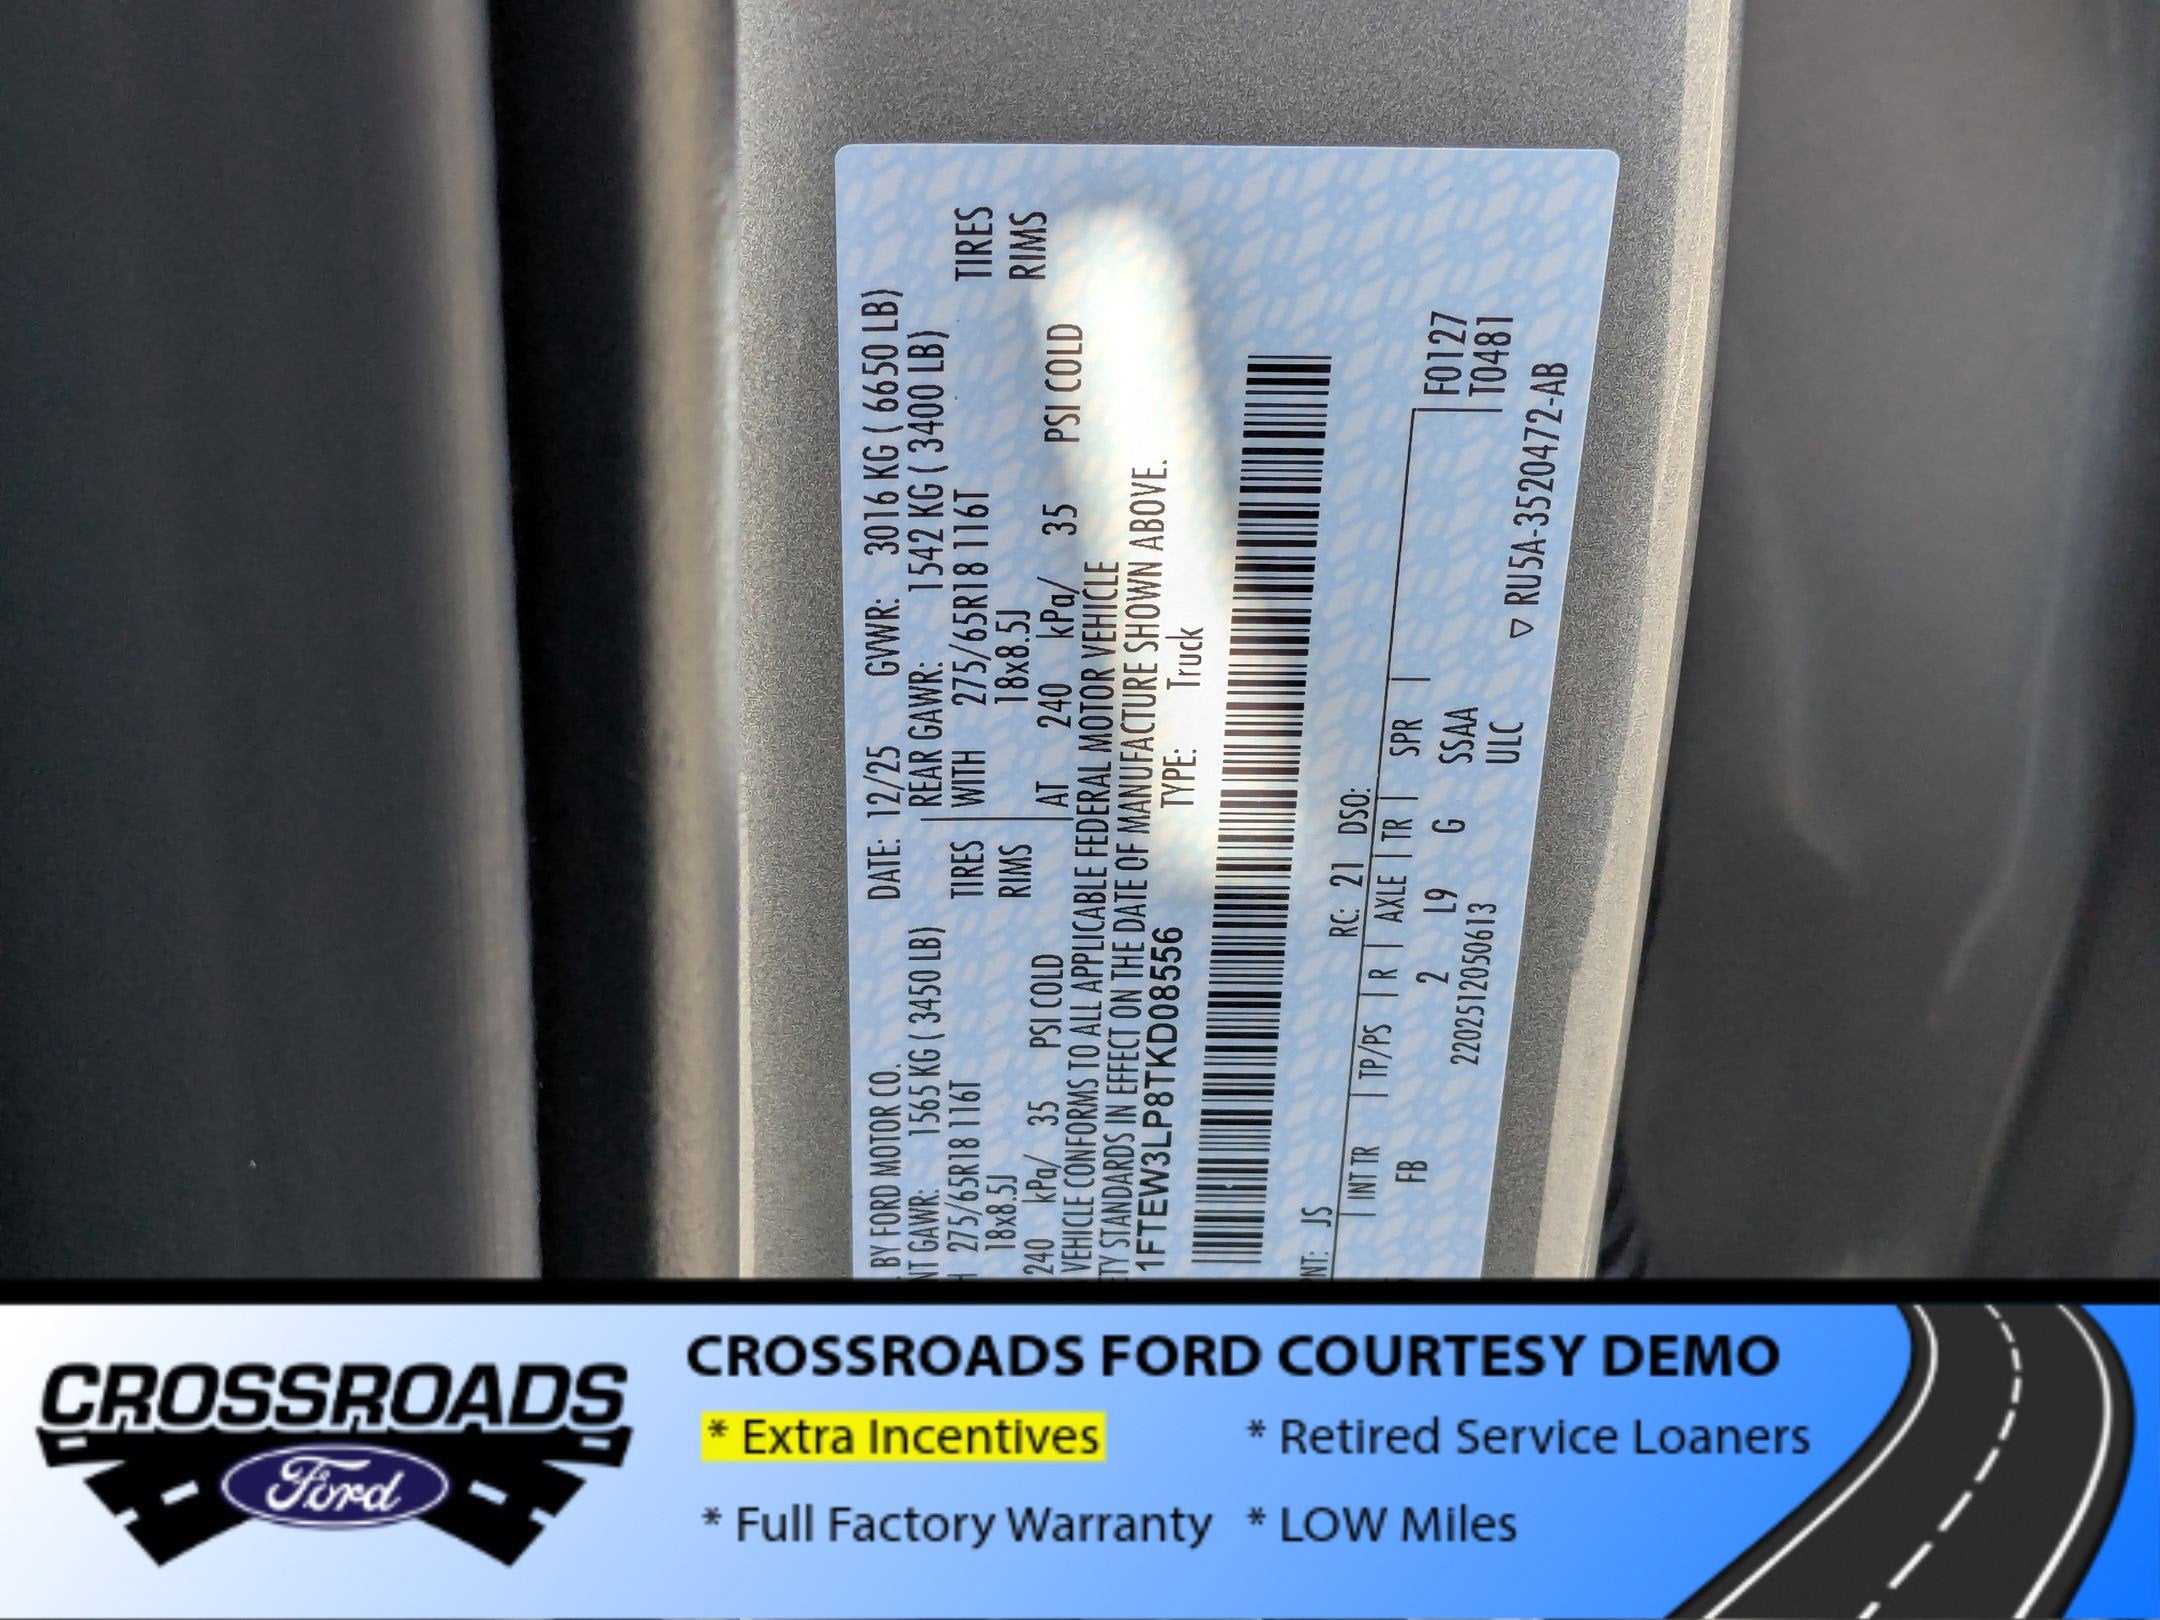 BY FORD MOTOR CO. DATE: 12/25 GVWR: 3016 KG ( 6650 LB)
NT GAWR: 1565 KG ( 3450 LB) REAR GAWR: 1542 KG ( 3400 LB)
H 275/65R18 116T TIRES WITH 275/65R18 116T TIRES
18x8.5J RIMS 18x8.5J RIMS
240 kPa/ 35 PSI COLD AT 240 kPa/ 35 PSI COLD
VEHICLE CONFORMS TO ALL APPLICABLE FEDERAL MOTOR VEHICLE
ETY STANDARDS IN EFFECT ON THE DATE OF MANUFACTURE SHOWN ABOVE.
1FTEW3LP8TKD08556 TYPE: Truck
PNT: JS RC: 21 DSO:
INT TR TP/PS R AXLE TR SPR F0127
FB 2 L9 G SSAA T0481
2202512050613 ULC
▽ RU5A-3520472-AB
CROSSROADS
Ford
CROSSROADS FORD COURTESY DEMO
* Extra Incentives * Retired Service Loaners
* Full Factory Warranty * LOW Miles